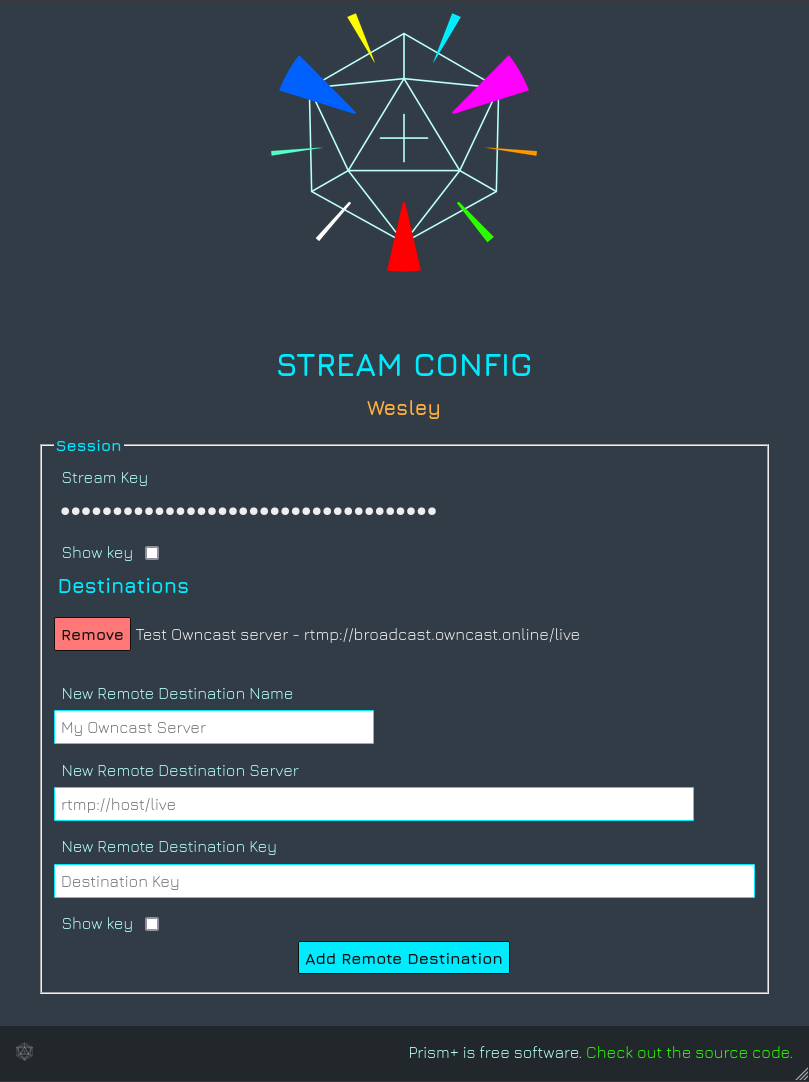 STREAM CONFIG
Wesley
Session
Stream Key
Show key
Destinations
Remove Test Owncast server - rtmp://broadcast.owncast.online/live
New Remote Destination Name
My Owncast Server
New Remote Destination Server
rtmp://host/live
New Remote Destination Key
Destination Key
Show key
Add Remote Destination
Prism+ is free software. Check out the source code.